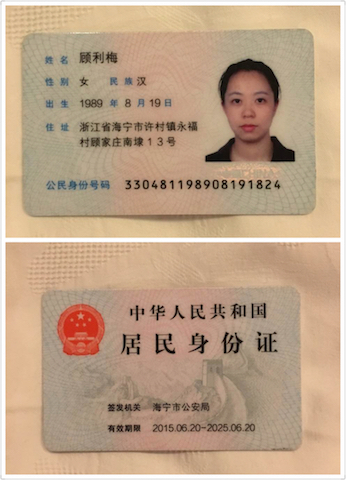 姓名 顾利梅
性别 女 民族 汉
出生 1989 年 8 月 19 日
住址 浙江省海宁市许村镇永福
村顾家庄南埭13号
公民身份号码 330481198908191824
中华人民共和国
居民身份证
签发机关 海宁市公安局
有效期限 2015.06.20-2025.06.20